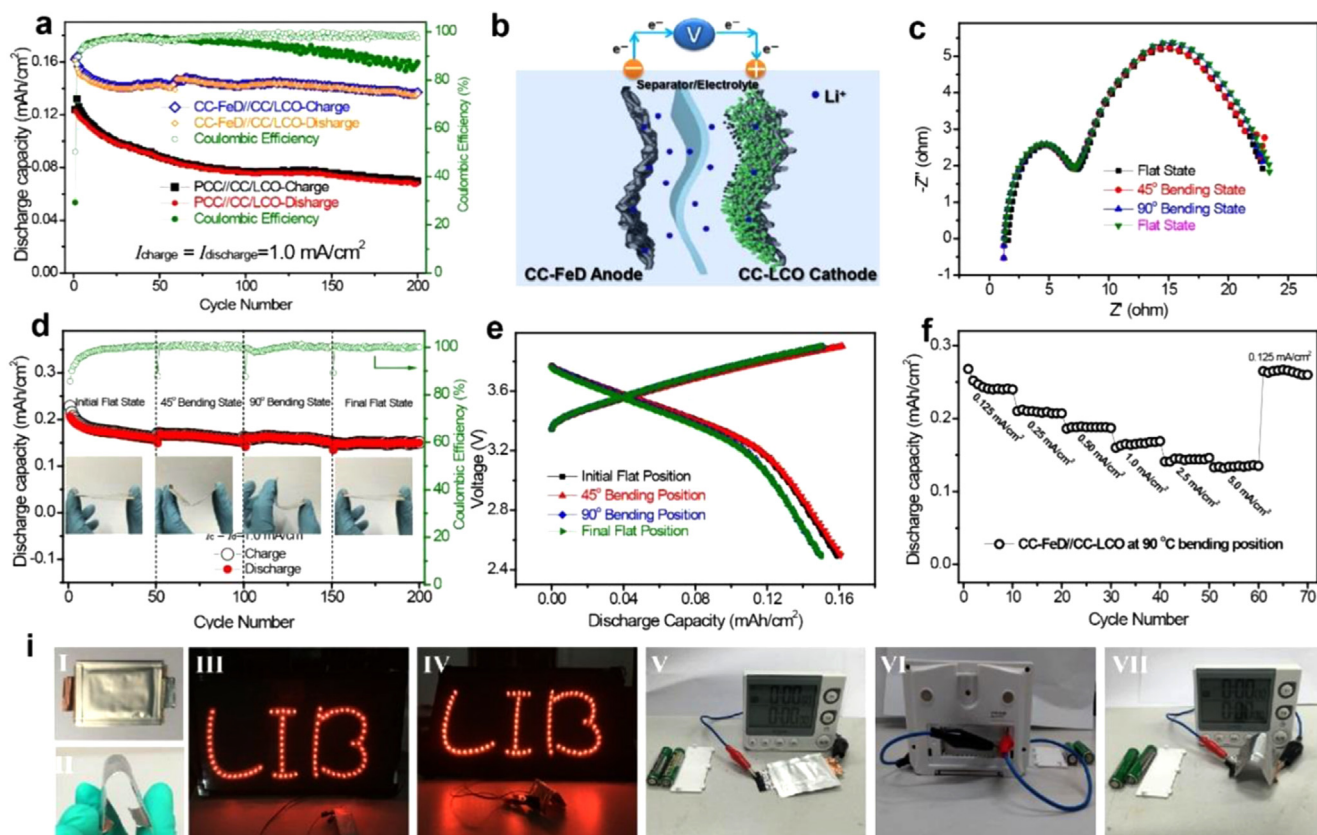 a
Discharge capacity (mAh/cm²)
0.16
0.12
0.08
0.04
0.00
0
50
100
150
200
Cycle Number
100
80
60
40
20
0
Coulombic Efficiency (%)
CC-FeD//CC/LCO-Charge
CC-FeD//CC/LCO-Disharge
Coulombic Efficiency
PCC//CC/LCO-Charge
PCC//CC/LCO-Disharge
Coulombic Efficiency
Icharge = Idischarge=1.0 mA/cm²
b
e⁻
V
e⁻
e⁻
e⁻
−
+
Separator/Electrolyte
Li⁺
CC-FeD Anode
CC-LCO Cathode
c
-Z'' (ohm)
5
4
3
2
1
0
-1
0
5
10
15
20
25
Z' (ohm)
Flat State
45° Bending State
90° Bending State
Flat State
d
Discharge capacity (mAh/cm²)
0.3
0.2
0.1
0.0
-0.1
0
50
100
150
200
Cycle Number
100
80
60
40
20
0
Coulombic Efficiency (%)
Initial Flat State
45° Bending State
90° Bending State
Final Flat State
=1.0 mA/cm
Charge
Discharge
e
Voltage (V)
3.6
3.2
2.8
2.4
0.00
0.04
0.08
0.12
0.16
Discharge Capacity (mAh/cm²)
Initial Flat Position
45° Bending Position
90° Bending Position
Final Flat Position
f
Discharge capacity (mAh/cm²)
0.3
0.2
0.1
0.0
0
10
20
30
40
50
60
70
Cycle Number
0.125 mA/cm²
0.25 mA/cm²
0.50 mA/cm²
1.0 mA/cm²
2.5 mA/cm²
5.0 mA/cm²
0.125 mA/cm²
CC-FeD//CC-LCO at 90 °C bending position
i
I
II
III
LIB
IV
LIB
V
VI
VII